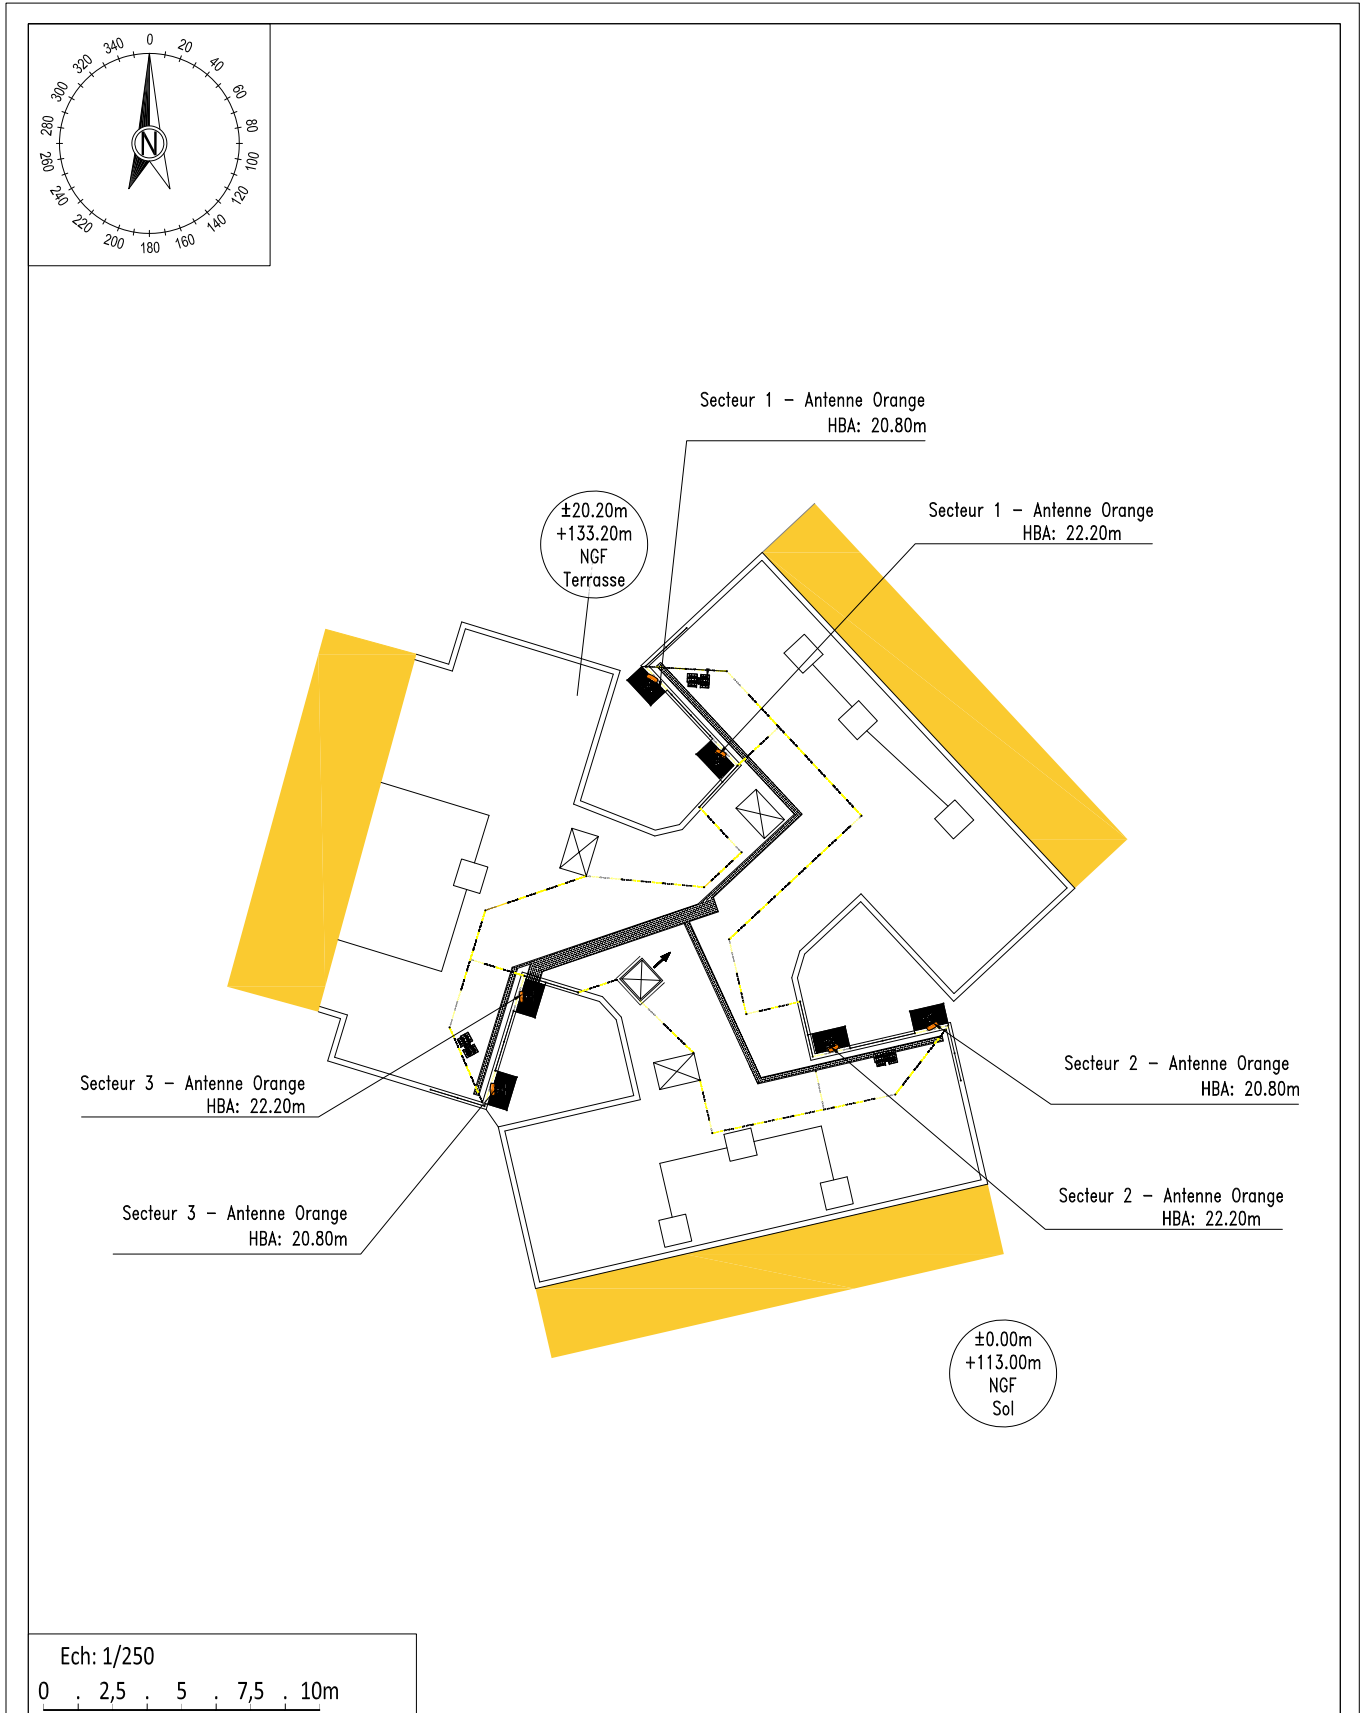 0
20
40
60
80
100
120
140
160
180
200
220
240
260
280
300
320
340
N
Secteur 1 - Antenne Orange
HBA: 20.80m
±20.20m
+133.20m
NGF
Terrasse
Secteur 1 - Antenne Orange
HBA: 22.20m
Secteur 3 - Antenne Orange
HBA: 22.20m
Secteur 2 - Antenne Orange
HBA: 20.80m
Secteur 3 - Antenne Orange
HBA: 20.80m
Secteur 2 - Antenne Orange
HBA: 22.20m
±0.00m
+113.00m
NGF
Sol
Ech: 1/250
0 . 2,5 . 5 . 7,5 . 10m